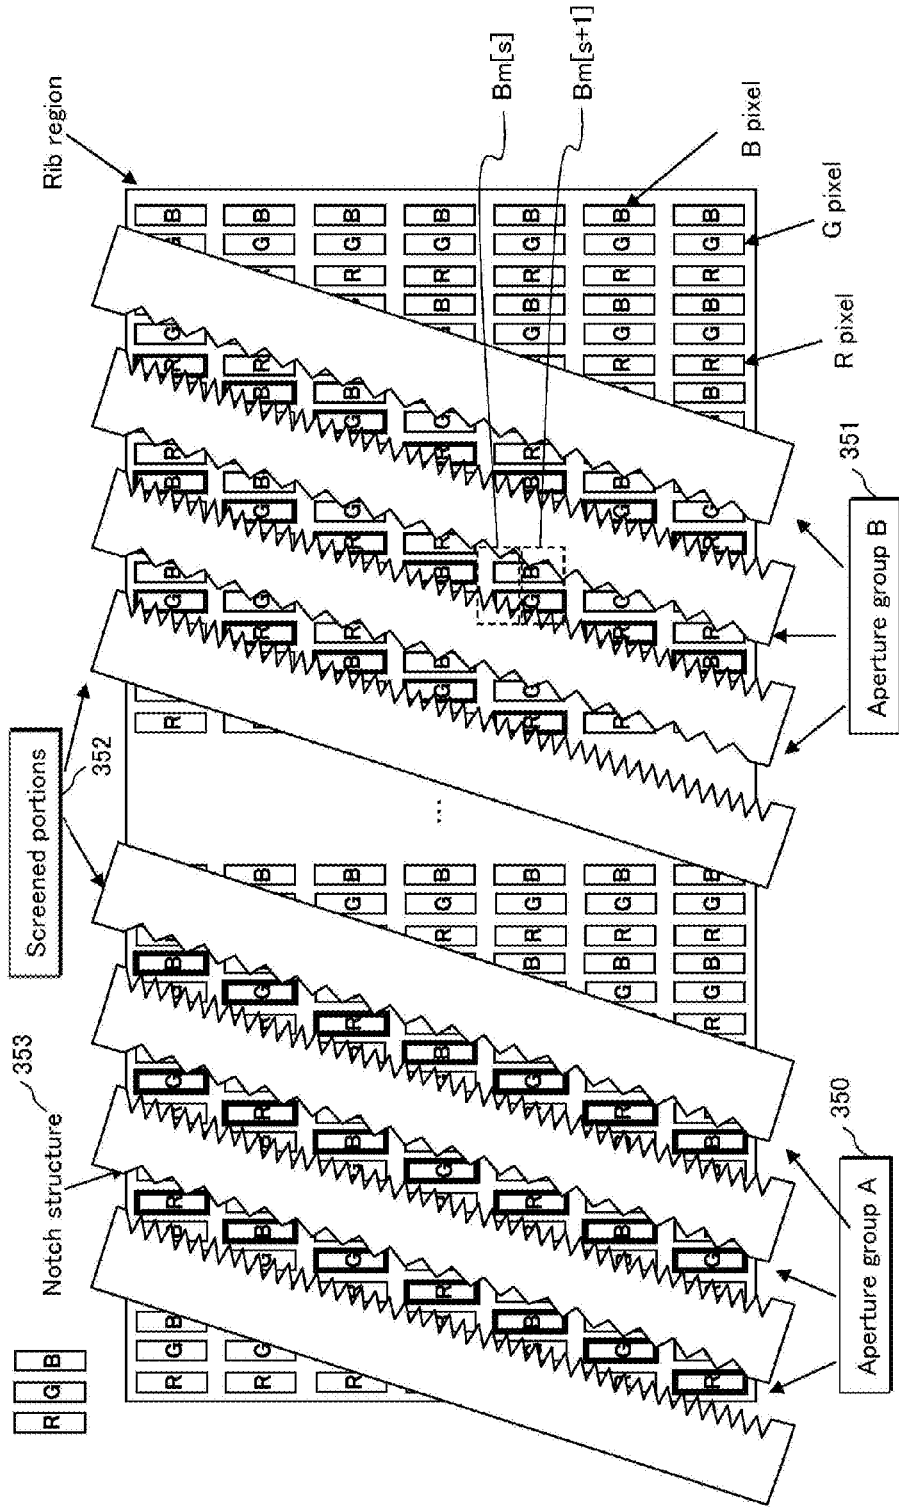 R G B
353
Notch structure
Screened portions
352
Rib region
R G B R G B R G B B R R G B
R G B R G B R G G B B R G B
R G B R G B B R R G G B R G B
R G B R G B G B B R R G G B R G B
B R G B R G B R G G B B R G B R G B
G B R G B R G B R R G G B R G B R G B
R G B R G B R G B B R R G B R G B R G B
...
Bm[s]
Bm[s+1]
R pixel
G pixel
B pixel
350
Aperture group A
351
Aperture group B